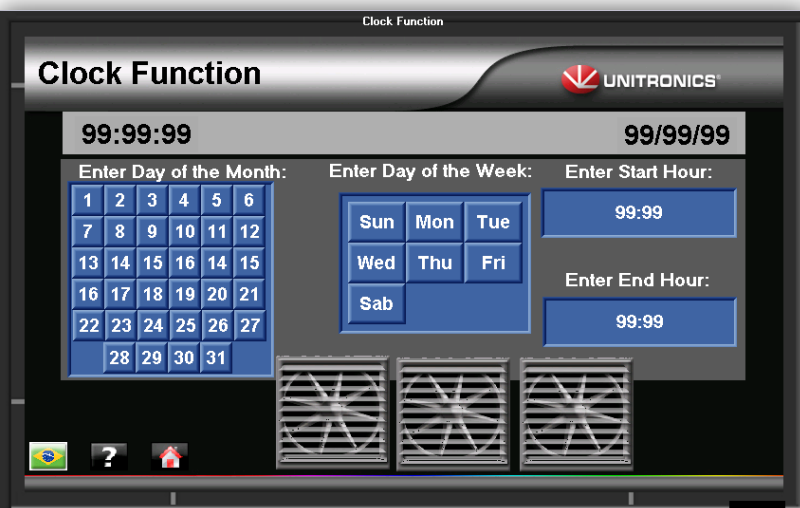 Clock Function
Clock Function
UNITRONICS®
99:99:99
99/99/99
Enter Day of the Month:
1 2 3 4 5 6
7 8 9 10 11 12
13 14 15 16 14 15
16 17 18 19 20 21
22 23 24 25 26 27
28 29 30 31
Enter Day of the Week:
Sun Mon Tue
Wed Thu Fri
Sab
Enter Start Hour:
99:99
Enter End Hour:
99:99
?